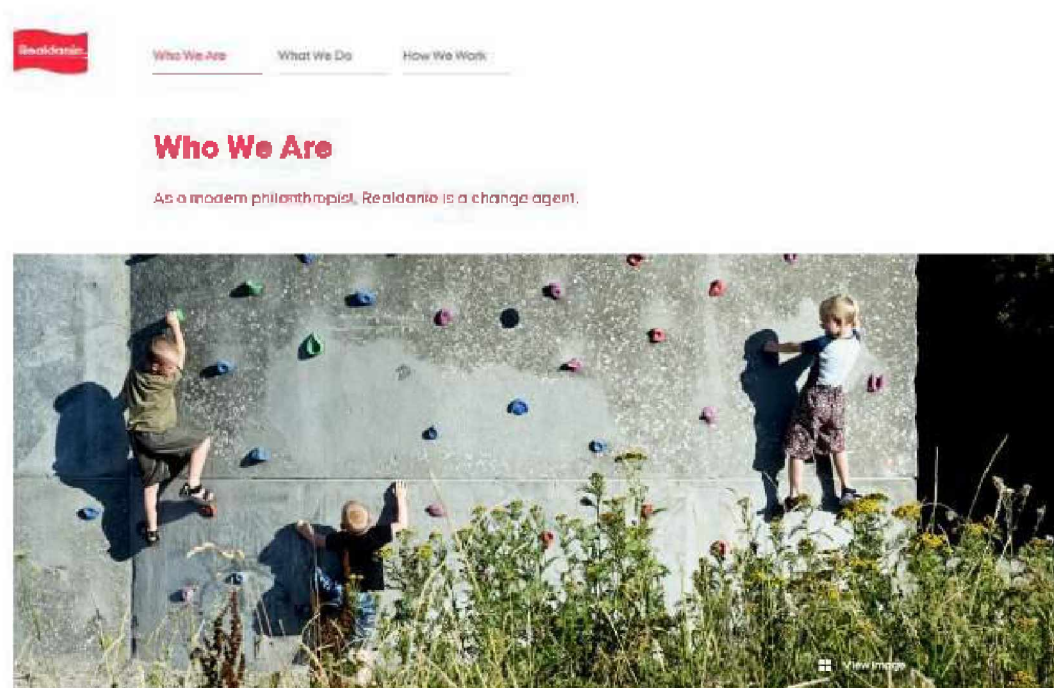 Realdania
Who We Are
What We Do
How We Work
Who We Are
As a modern philanthropist, Realdania is a change agent.
View Image